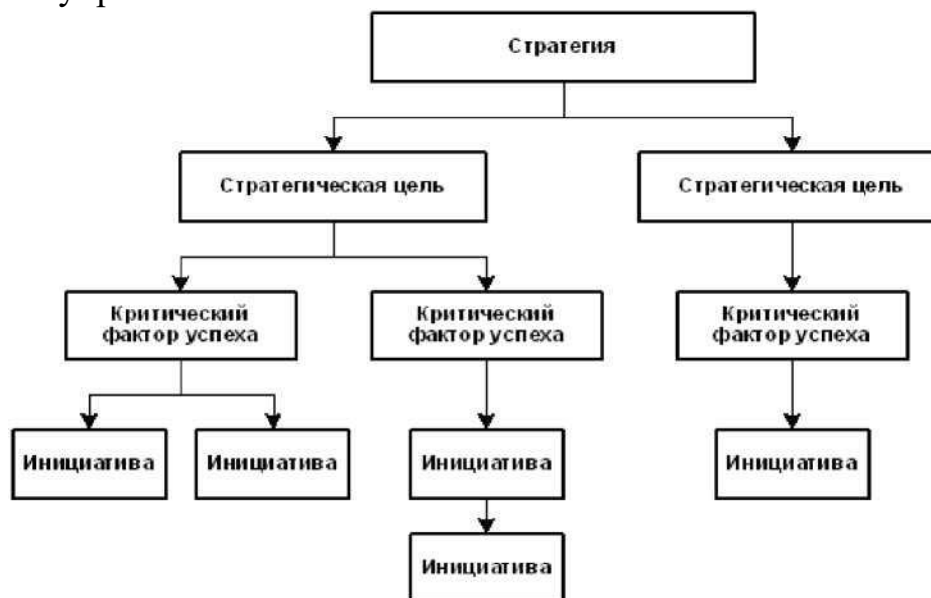 Стратегия
Стратегическая цель
Стратегическая цель
Критический
фактор успеха
Критический
фактор успеха
Критический
фактор успеха
Инициатива
Инициатива
Инициатива
Инициатива
Инициатива